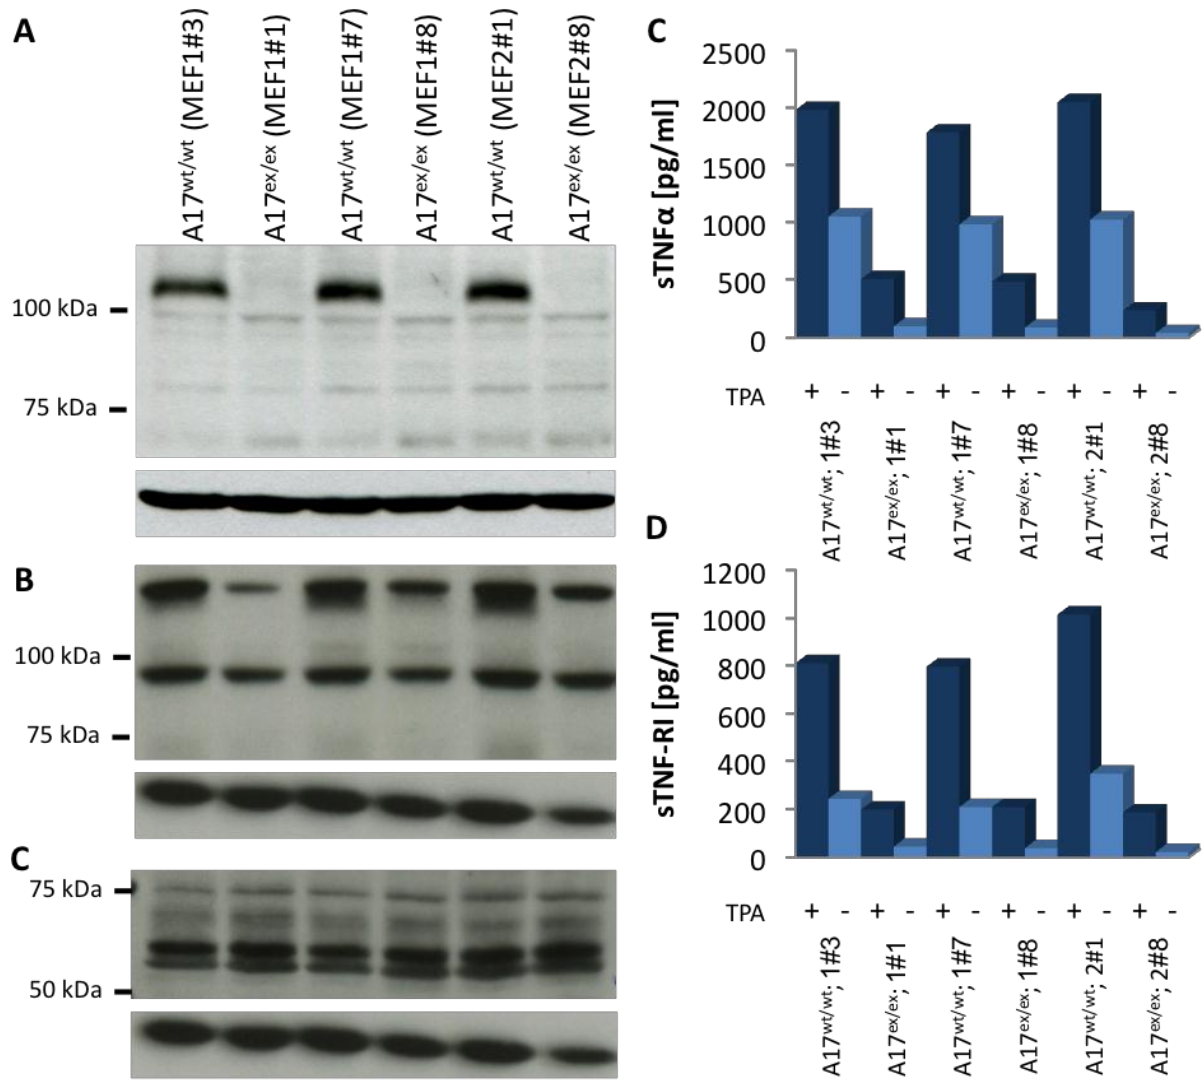 A
A17wt/wt (MEF1#3)
A17ex/ex (MEF1#1)
A17wt/wt (MEF1#7)
A17ex/ex (MEF1#8)
A17wt/wt (MEF2#1)
A17ex/ex (MEF2#8)
100 kDa
75 kDa
B
100 kDa
75 kDa
C
75 kDa
50 kDa
C
sTNFα [pg/ml]
2500
2000
1500
1000
500
0
TPA + - + - + - + - + - + -
A17wt/wt; 1#3
A17ex/ex; 1#1
A17wt/wt; 1#7
A17ex/ex; 1#8
A17wt/wt; 2#1
A17ex/ex; 2#8
D
sTNF-RI [pg/ml]
1200
1000
800
600
400
200
0
TPA + - + - + - + - + - + -
A17wt/wt; 1#3
A17ex/ex; 1#1
A17wt/wt; 1#7
A17ex/ex; 1#8
A17wt/wt; 2#1
A17ex/ex; 2#8